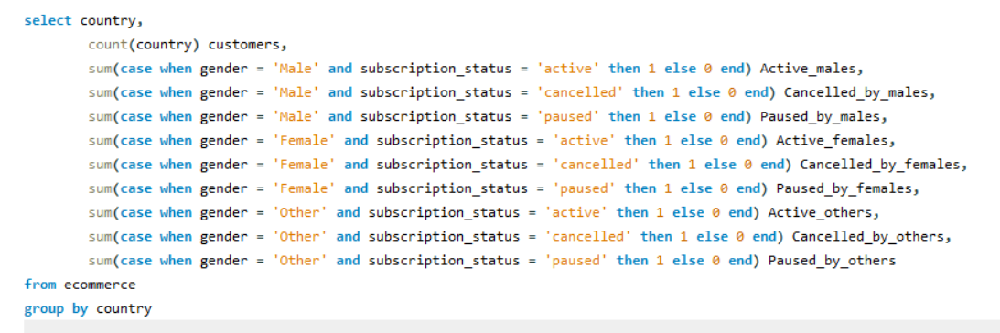 select country,
count(country) customers,
sum(case when gender = 'Male' and subscription_status = 'active' then 1 else 0 end) Active_males,
sum(case when gender = 'Male' and subscription_status = 'cancelled' then 1 else 0 end) Cancelled_by_males,
sum(case when gender = 'Male' and subscription_status = 'paused' then 1 else 0 end) Paused_by_males,
sum(case when gender = 'Female' and subscription_status = 'active' then 1 else 0 end) Active_females,
sum(case when gender = 'Female' and subscription_status = 'cancelled' then 1 else 0 end) Cancelled_by_females,
sum(case when gender = 'Female' and subscription_status = 'paused' then 1 else 0 end) Paused_by_females,
sum(case when gender = 'Other' and subscription_status = 'active' then 1 else 0 end) Active_others,
sum(case when gender = 'Other' and subscription_status = 'cancelled' then 1 else 0 end) Cancelled_by_others,
sum(case when gender = 'Other' and subscription_status = 'paused' then 1 else 0 end) Paused_by_others
from ecommerce
group by country